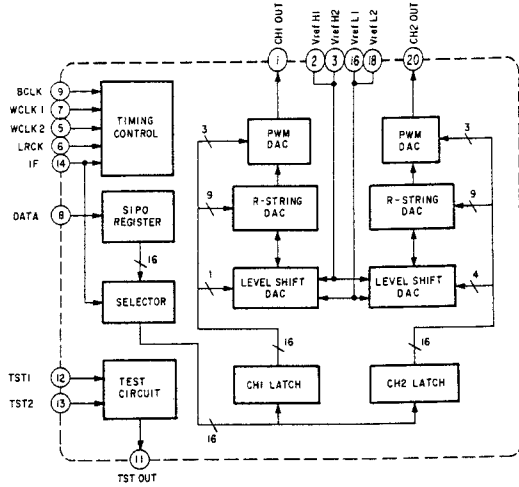 CH1 OUT
Vref H1
Vref H2
Vref L1
Vref L2
CH2 OUT
1
2
3
16
18
20
BCLK 9
WCLK 1 7
WCLK 2 5
LRCK 6
IF 14
TIMING
CONTROL
3
PWM
DAC
PWM
DAC
3
DATA 8
SIPO
REGISTER
9
R-STRING
DAC
R-STRING
DAC
9
16
SELECTOR
1
LEVEL SHIFT
DAC
LEVEL SHIFT
DAC
4
16
16
TST1 12
TST2 13
TEST
CIRCUIT
CH1 LATCH
CH2 LATCH
16
11
TST OUT